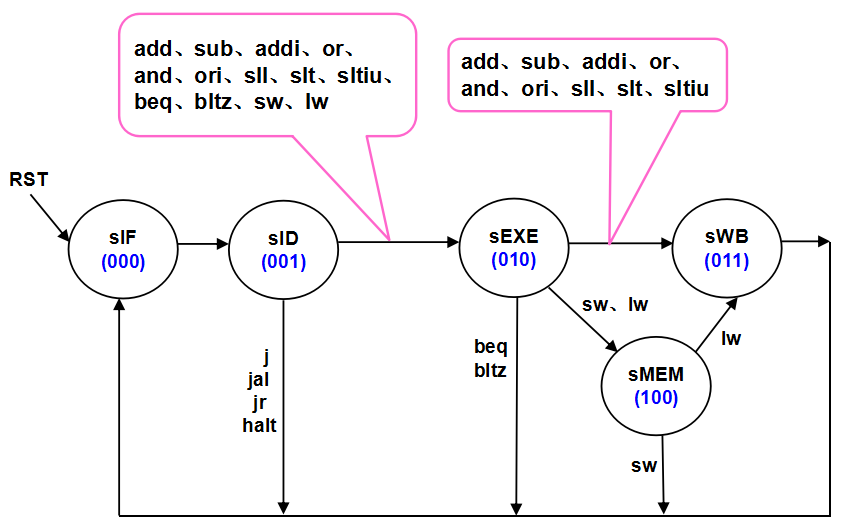 add、sub、addi、or、
and、ori、sll、slt、sltiu、
beq、bltz、sw、lw
add、sub、addi、or、
and、ori、sll、slt、sltiu
RST
sIF
(000)
sID
(001)
sEXE
(010)
sWB
(011)
sw、lw
lw
sMEM
(100)
j
jal
jr
halt
beq
bltz
sw